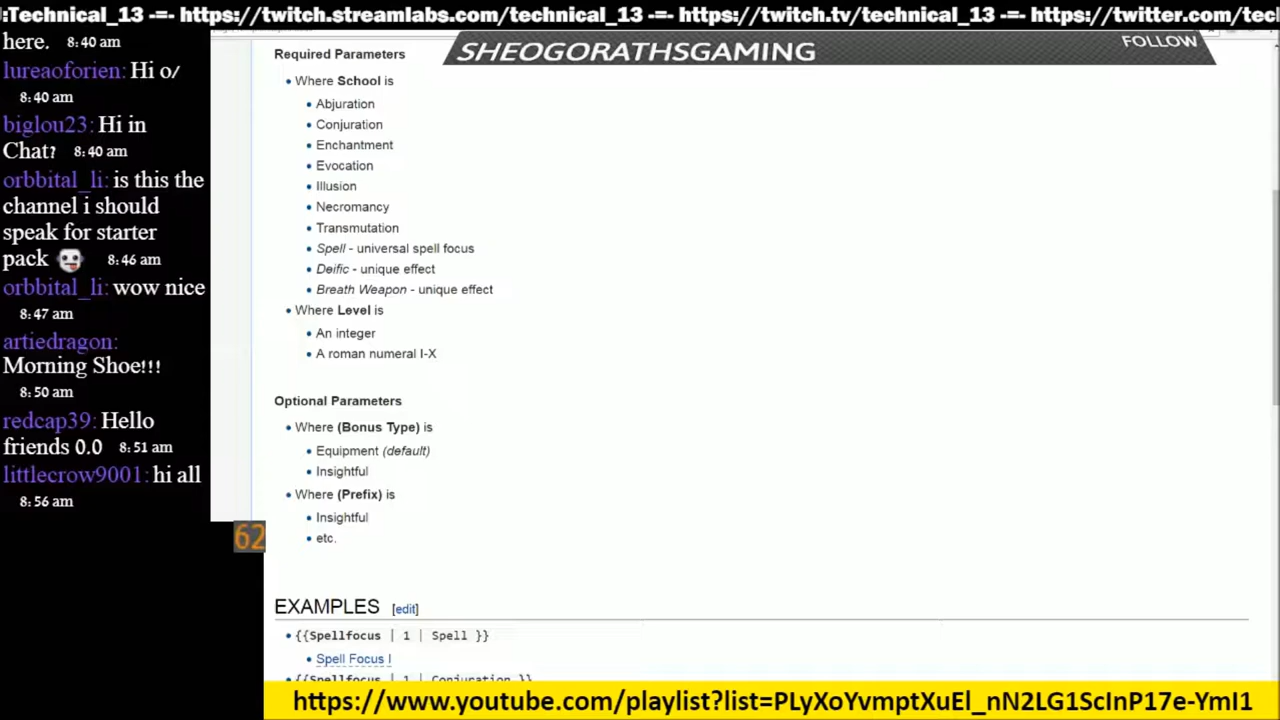 :Technical_13 -=- https://twitch.streamlabs.com/technical_13 -=- https://twitch.tv/technical_13 -=- https://twitter.com/tec
here. 8:40 am
lureaoforien: Hi o/
8:40 am
biglou23: Hi in
Chat? 8:40 am
orbbital_li: is this the
channel i should
speak for starter
pack 8:46 am
orbbital_li: wow nice
8:47 am
artiedragon:
Morning Shoe!!!
8:50 am
redcap39: Hello
friends 0.0 8:51 am
littlecrow9001: hi all
8:56 am
SHEOGORATHSGAMING
FOLLOW
Required Parameters
Where School is
Abjuration
Conjuration
Enchantment
Evocation
Illusion
Necromancy
Transmutation
Spell - universal spell focus
Deific - unique effect
Breath Weapon - unique effect
Where Level is
An integer
A roman numeral I-X
Optional Parameters
Where (Bonus Type) is
Equipment (default)
Insightful
Where (Prefix) is
Insightful
etc.
62
EXAMPLES [edit]
{{Spellfocus | 1 | Spell }}
Spell Focus I
{{Spellfocus | 1 | Conjuration }}
https://www.youtube.com/playlist?list=PLyXoYvmptXuEl_nN2LG1ScInP17e-YmI1